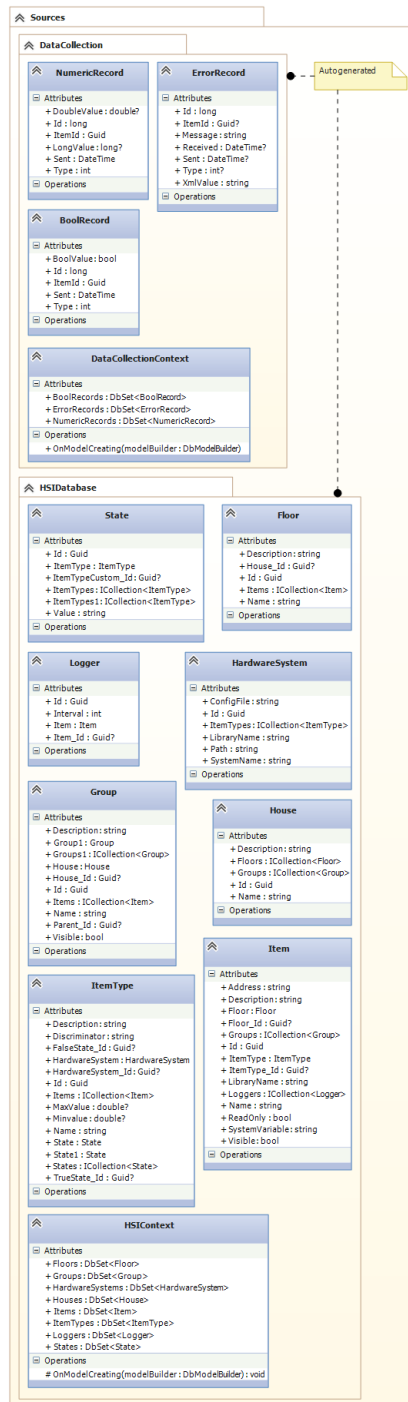 Sources
DataCollection
NumericRecord
Attributes
+ DoubleValue : double?
+ Id : long
+ ItemId : Guid
+ LongValue : long?
+ Sent : DateTime
+ Type : int
Operations
ErrorRecord
Attributes
+ Id : long
+ ItemId : Guid?
+ Message : string
+ Received : DateTime?
+ Sent : DateTime?
+ Type : int?
+ XmlValue : string
Operations
Autogenerated
BoolRecord
Attributes
+ BoolValue : bool
+ Id : long
+ ItemId : Guid
+ Sent : DateTime
+ Type : int
Operations
DataCollectionContext
Attributes
+ BoolRecords : DbSet<BoolRecord>
+ ErrorRecords : DbSet<ErrorRecord>
+ NumericRecords : DbSet<NumericRecord>
Operations
+ OnModelCreating(modelBuilder : DbModelBuilder)
HSIDatabase
State
Attributes
+ Id : Guid
+ ItemType : ItemType
+ ItemTypeCustom_Id : Guid?
+ ItemTypes : ICollection<ItemType>
+ ItemTypes1 : ICollection<ItemType>
+ Value : string
Operations
Floor
Attributes
+ Description : string
+ House_Id : Guid?
+ Id : Guid
+ Items : ICollection<Item>
+ Name : string
Operations
Logger
Attributes
+ Id : Guid
+ Interval : int
+ Item : Item
+ Item_Id : Guid?
Operations
HardwareSystem
Attributes
+ ConfigFile : string
+ Id : Guid
+ ItemTypes : ICollection<ItemType>
+ LibraryName : string
+ Path : string
+ SystemName : string
Operations
Group
Attributes
+ Description : string
+ Group1 : Group
+ Groups1 : ICollection<Group>
+ House : House
+ House_Id : Guid?
+ Id : Guid
+ Items : ICollection<Item>
+ Name : string
+ Parent_Id : Guid?
+ Visible : bool
Operations
House
Attributes
+ Description : string
+ Floors : ICollection<Floor>
+ Groups : ICollection<Group>
+ Id : Guid
+ Name : string
Operations
Item
Attributes
+ Address : string
+ Description : string
+ Floor : Floor
+ Floor_Id : Guid?
+ Groups : ICollection<Group>
+ Id : Guid
+ ItemType : ItemType
+ ItemType_Id : Guid?
+ LibraryName : string
+ Loggers : ICollection<Logger>
+ Name : string
+ ReadOnly : bool
+ SystemVariable : string
+ Visible : bool
Operations
ItemType
Attributes
+ Description : string
+ Discriminator : string
+ FalseState_Id : Guid?
+ HardwareSystem : HardwareSystem
+ HardwareSystem_Id : Guid?
+ Id : Guid
+ Items : ICollection<Item>
+ MaxValue : double?
+ Minvalue : double?
+ Name : string
+ State : State
+ State1 : State
+ States : ICollection<State>
+ TrueState_Id : Guid?
Operations
HSIContext
Attributes
+ Floors : DbSet<Floor>
+ Groups : DbSet<Group>
+ HardwareSystems : DbSet<HardwareSystem>
+ Houses : DbSet<House>
+ Items : DbSet<Item>
+ ItemTypes : DbSet<ItemType>
+ Loggers : DbSet<Logger>
+ States : DbSet<State>
Operations
# OnModelCreating(modelBuilder : DbModelBuilder) : void